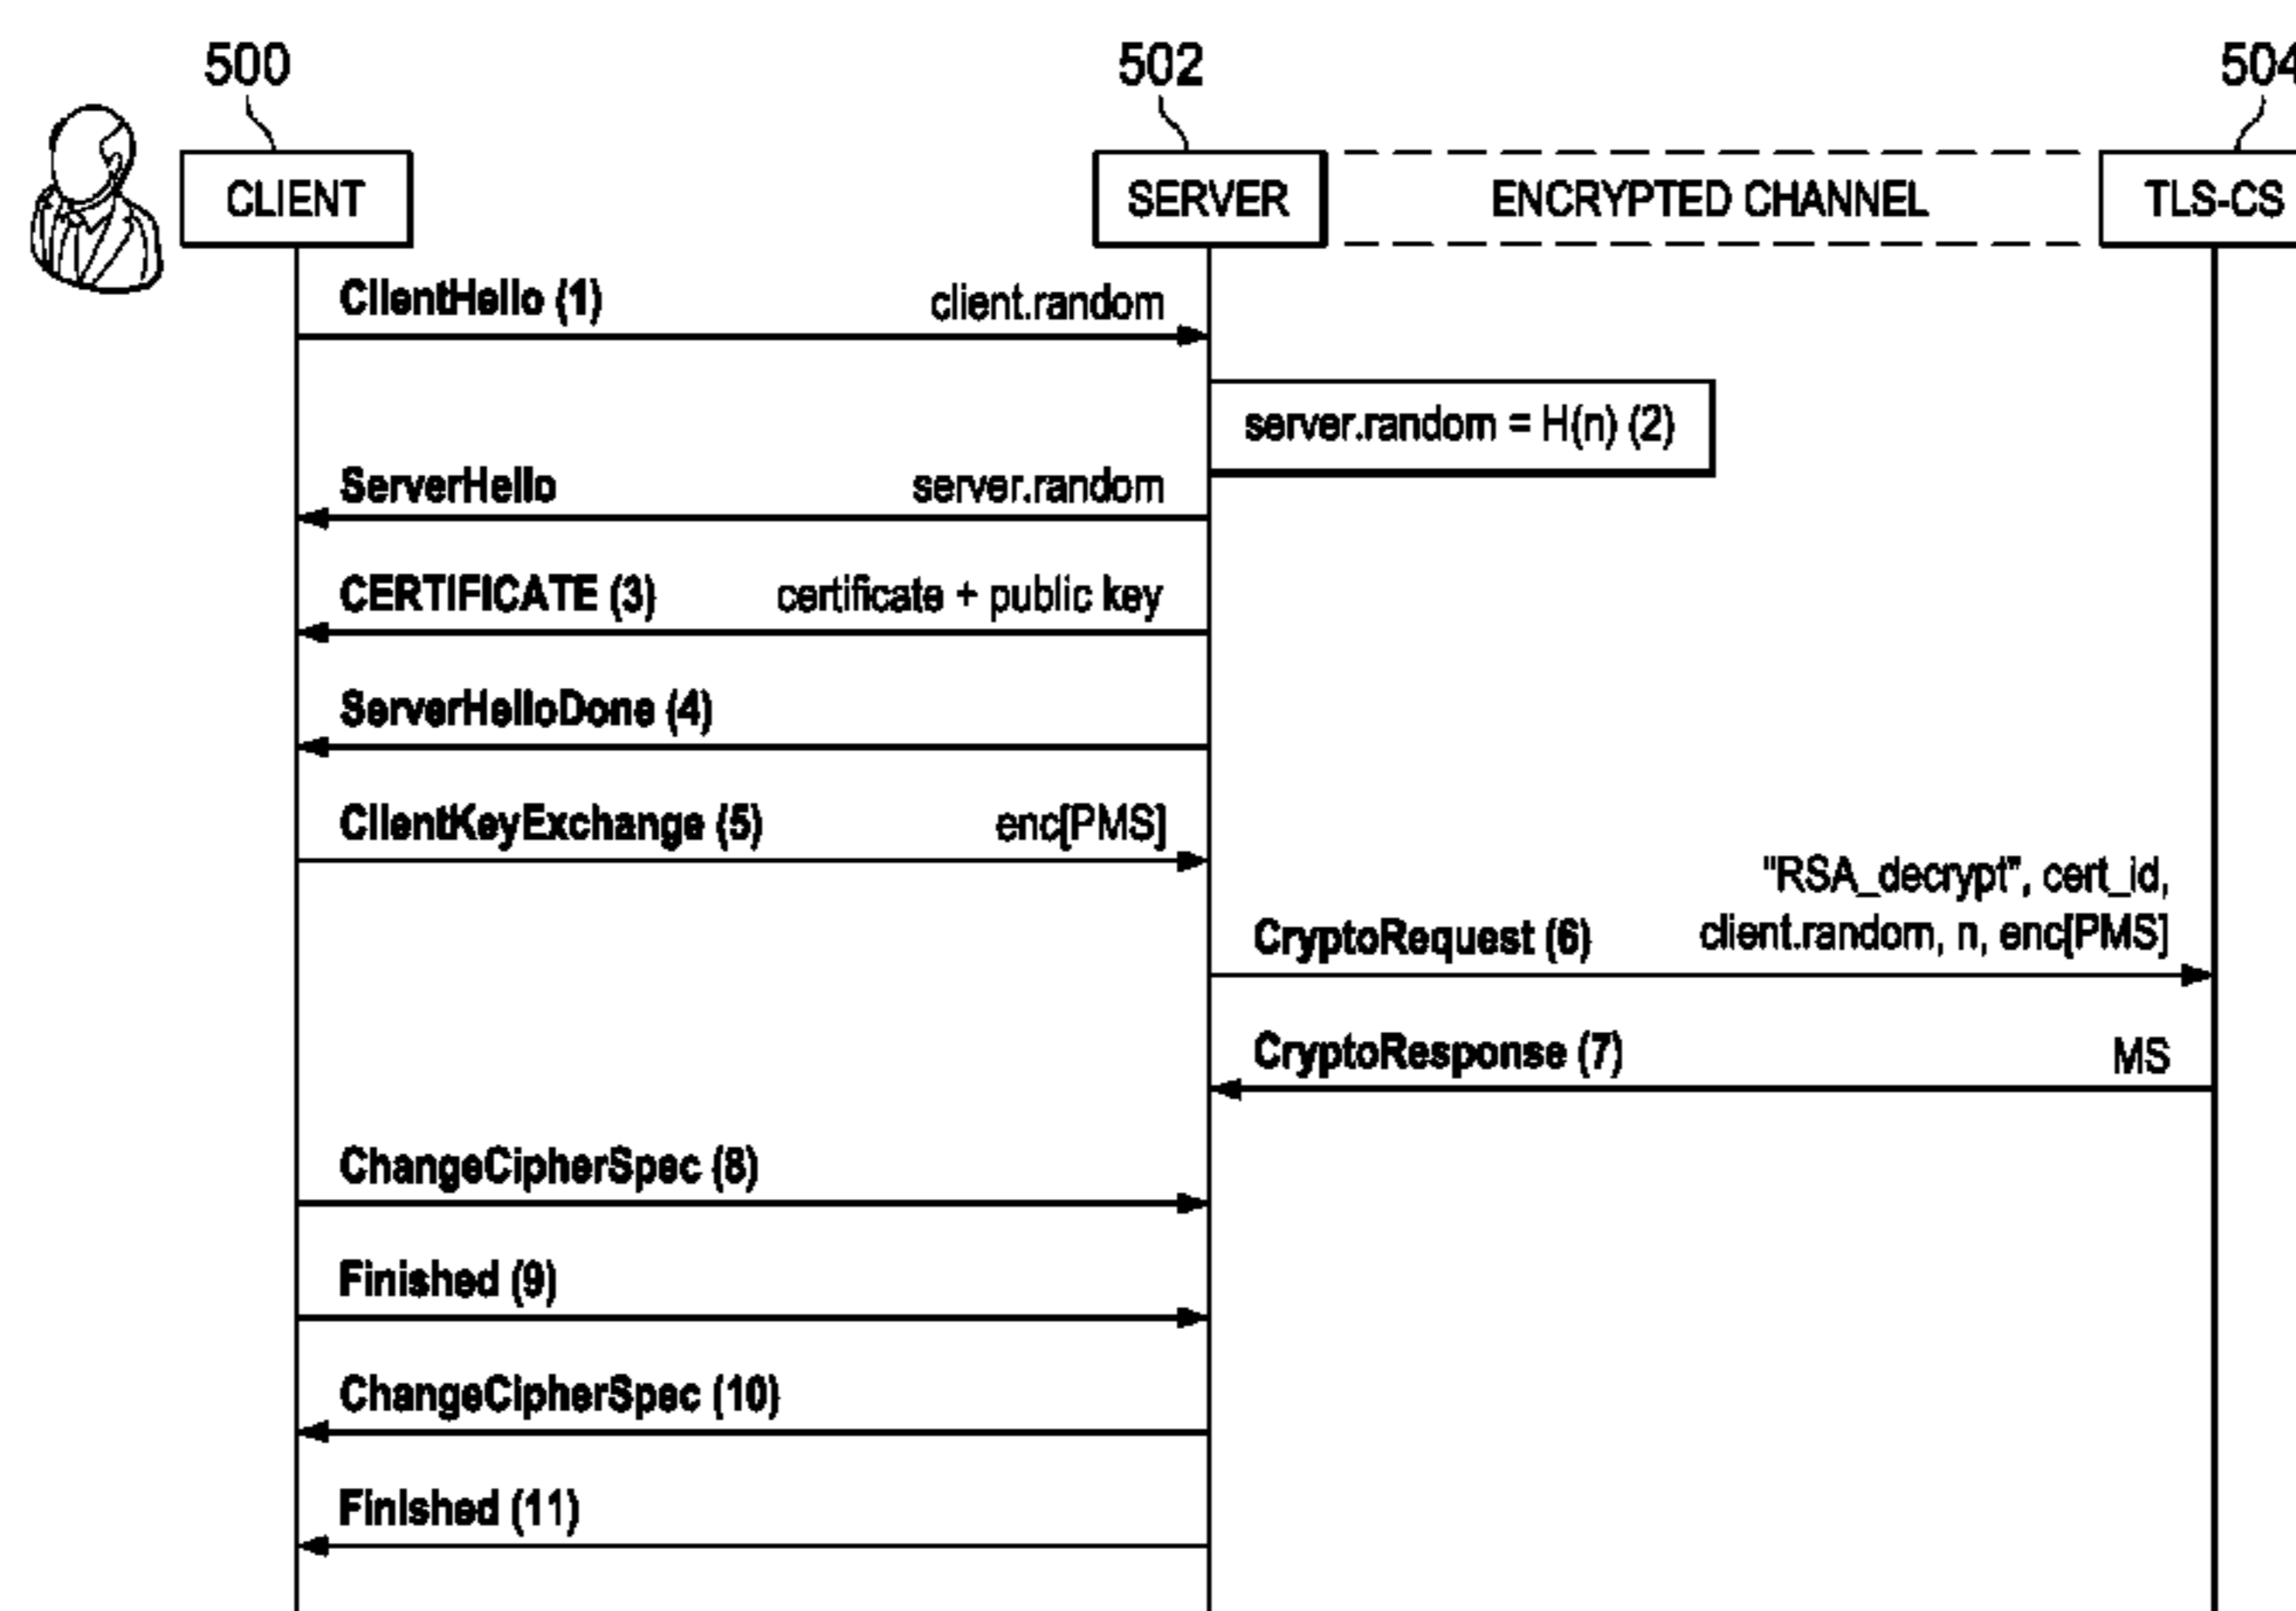 500
502
504
CLIENT
SERVER
ENCRYPTED CHANNEL
TLS-CS
ClientHello (1)
client.random
server.random = H(n) (2)
ServerHello
server.random
CERTIFICATE (3)
certificate + public key
ServerHelloDone (4)
ClientKeyExchange (5)
enc[PMS]
"RSA_decrypt", cert_id,
CryptoRequest (6)
client.random, n, enc[PMS]
CryptoResponse (7)
MS
ChangeCipherSpec (8)
Finished (9)
ChangeCipherSpec (10)
Finished (11)